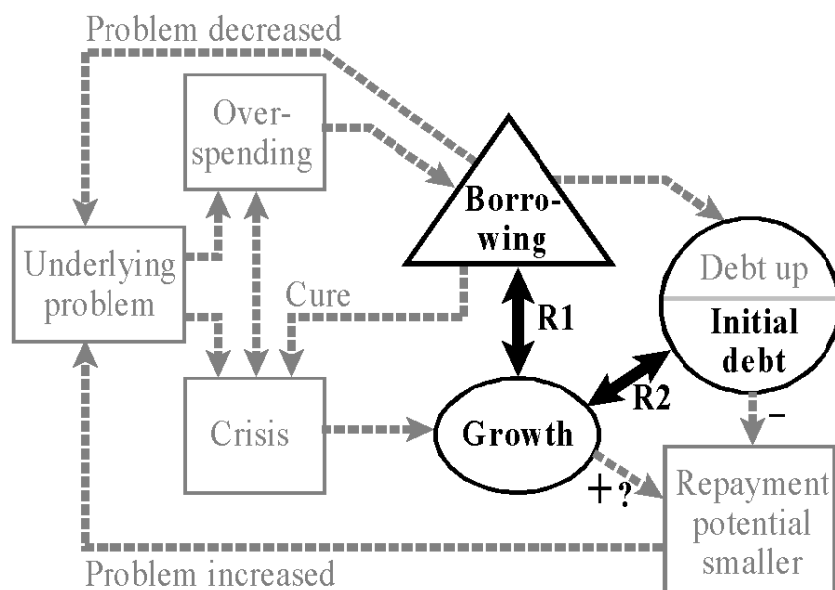 Problem decreased
Over-
spending
Borro-
wing
Underlying
problem
Debt up
Initial
debt
Cure
R1
R2
Crisis
Growth
–
+ ?
Repayment
potential
smaller
Problem increased